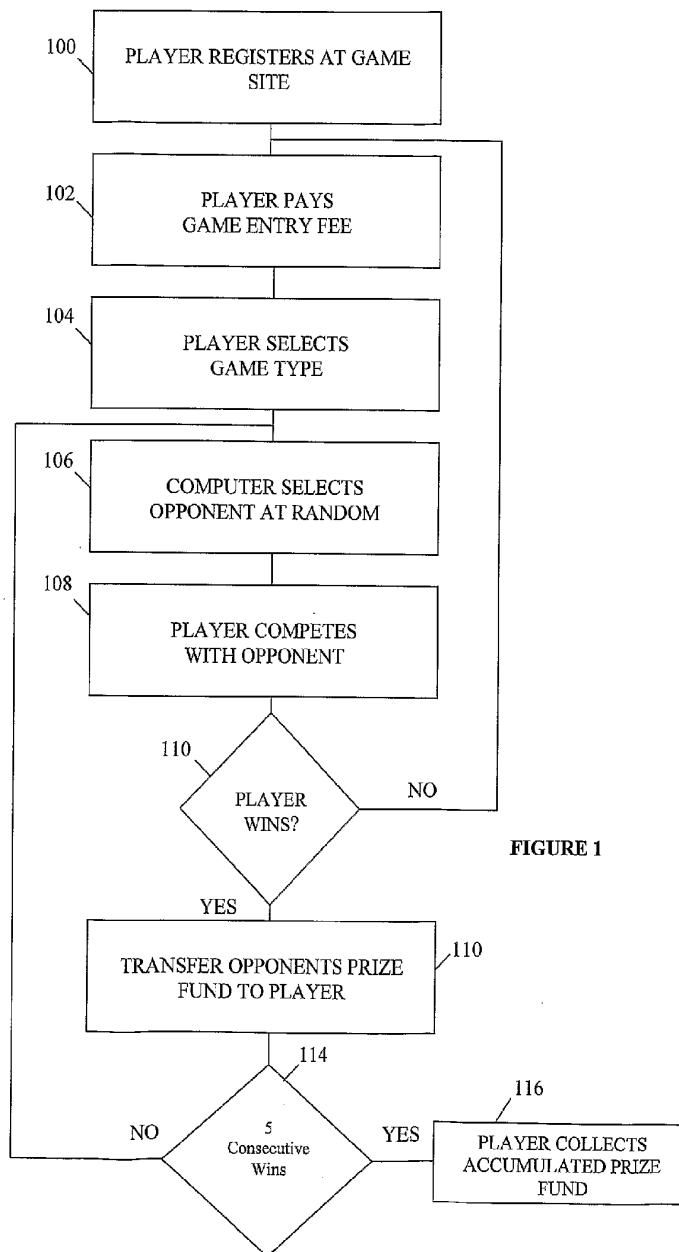 100
PLAYER REGISTERS AT GAME
SITE
102
PLAYER PAYS
GAME ENTRY FEE
104
PLAYER SELECTS
GAME TYPE
106
COMPUTER SELECTS
OPPONENT AT RANDOM
108
PLAYER COMPETES
WITH OPPONENT
110
PLAYER
WINS?
NO
FIGURE 1
YES
TRANSFER OPPONENTS PRIZE
FUND TO PLAYER
110
114
5
Consecutive
Wins
NO
YES
116
PLAYER COLLECTS
ACCUMULATED PRIZE
FUND